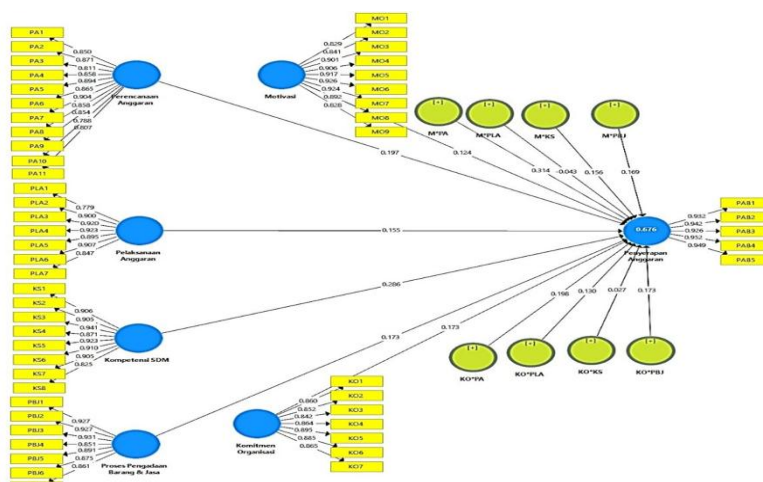 PA1
PA2
PA3
PA4
PA5
PA6
PA7
PA8
PA9
PA10
PA11
0.850
0.871
0.811
0.858
0.894
0.865
0.904
0.858
0.854
0.788
0.807
Perencanaan
Anggaran
Motivasi
0.829
0.841
0.901
0.906
0.917
0.926
0.924
0.892
0.828
MO1
MO2
MO3
MO4
MO5
MO6
MO7
MO8
MO9
[+]
[+]
[+]
[+]
M*PA
M*PLA
M*KS
M*PBJ
0.197
0.124
0.314
-0.043
0.156
0.169
PLA1
PLA2
PLA3
PLA4
PLA5
PLA6
PLA7
0.779
0.900
0.920
0.923
0.895
0.907
0.847
Pelaksanaan
Anggaran
0.155
0.676
Penyerapan
Anggaran
0.932
0.942
0.926
0.952
0.949
PAB1
PAB2
PAB3
PAB4
PAB5
KS1
KS2
KS3
KS4
KS5
KS6
KS7
KS8
0.906
0.905
0.941
0.871
0.923
0.910
0.905
0.825
Kompetensi SDM
0.286
0.173
0.173
0.198
0.130
0.027
0.173
[+]
[+]
[+]
[+]
KO*PA
KO*PLA
KO*KS
KO*PBJ
PBJ1
PBJ2
PBJ3
PBJ4
PBJ5
PBJ6
0.927
0.927
0.931
0.851
0.891
0.875
0.861
Proses Pengadaan
Barang & Jasa
Komitmen
Organisasi
0.860
0.852
0.842
0.864
0.895
0.885
0.865
KO1
KO2
KO3
KO4
KO5
KO6
KO7